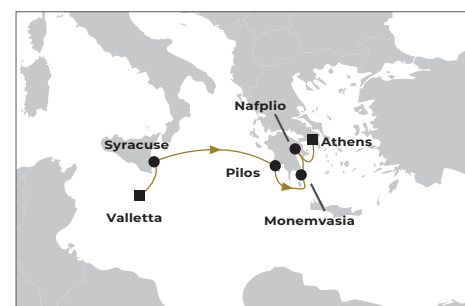 Nafplio
Syracuse
Athens
Pilos
Valletta
Monemvasia